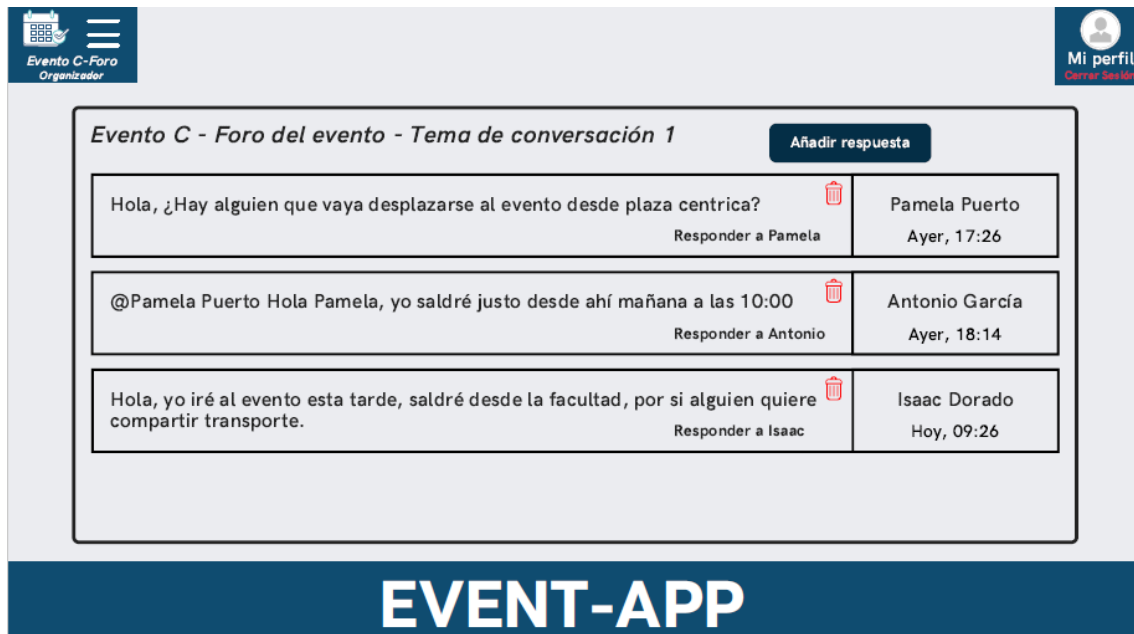 Evento C-Foro
Organizador
Mi perfil
Cerrar Sesión
Evento C - Foro del evento - Tema de conversación 1
Añadir respuesta
Hola, ¿Hay alguien que vaya desplazarse al evento desde plaza centrica?
Responder a Pamela
Pamela Puerto
Ayer, 17:26
@Pamela Puerto Hola Pamela, yo saldré justo desde ahí mañana a las 10:00
Responder a Antonio
Antonio García
Ayer, 18:14
Hola, yo iré al evento esta tarde, saldré desde la facultad, por si alguien quiere
compartir transporte.
Responder a Isaac
Isaac Dorado
Hoy, 09:26
EVENT-APP